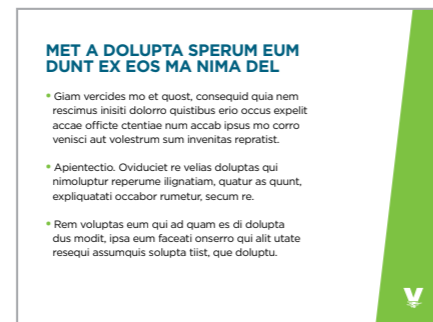 MET A DOLUPTA SPERUM EUM
DUNT EX EOS MA NIMA DEL
• Giam vercides mo et quost, consequid quia nem
rescimus inisiti dolorro quistibus erio occus expelit
accae officte ctentiae num accab ipsus mo corro
venisci aut volestrum sum invenitas repratist.
• Apientectio. Oviduciet re velias doluptas qui
nimoluptur reperume ilignatiam, quatur as quunt,
expliquatati occabor rumetur, secum re.
• Rem voluptas eum qui ad quam es di dolupta
dus modit, ipsa eum faceati onserro qui alit utate
resequi assumquis solupta tiist, que doluptu.
V